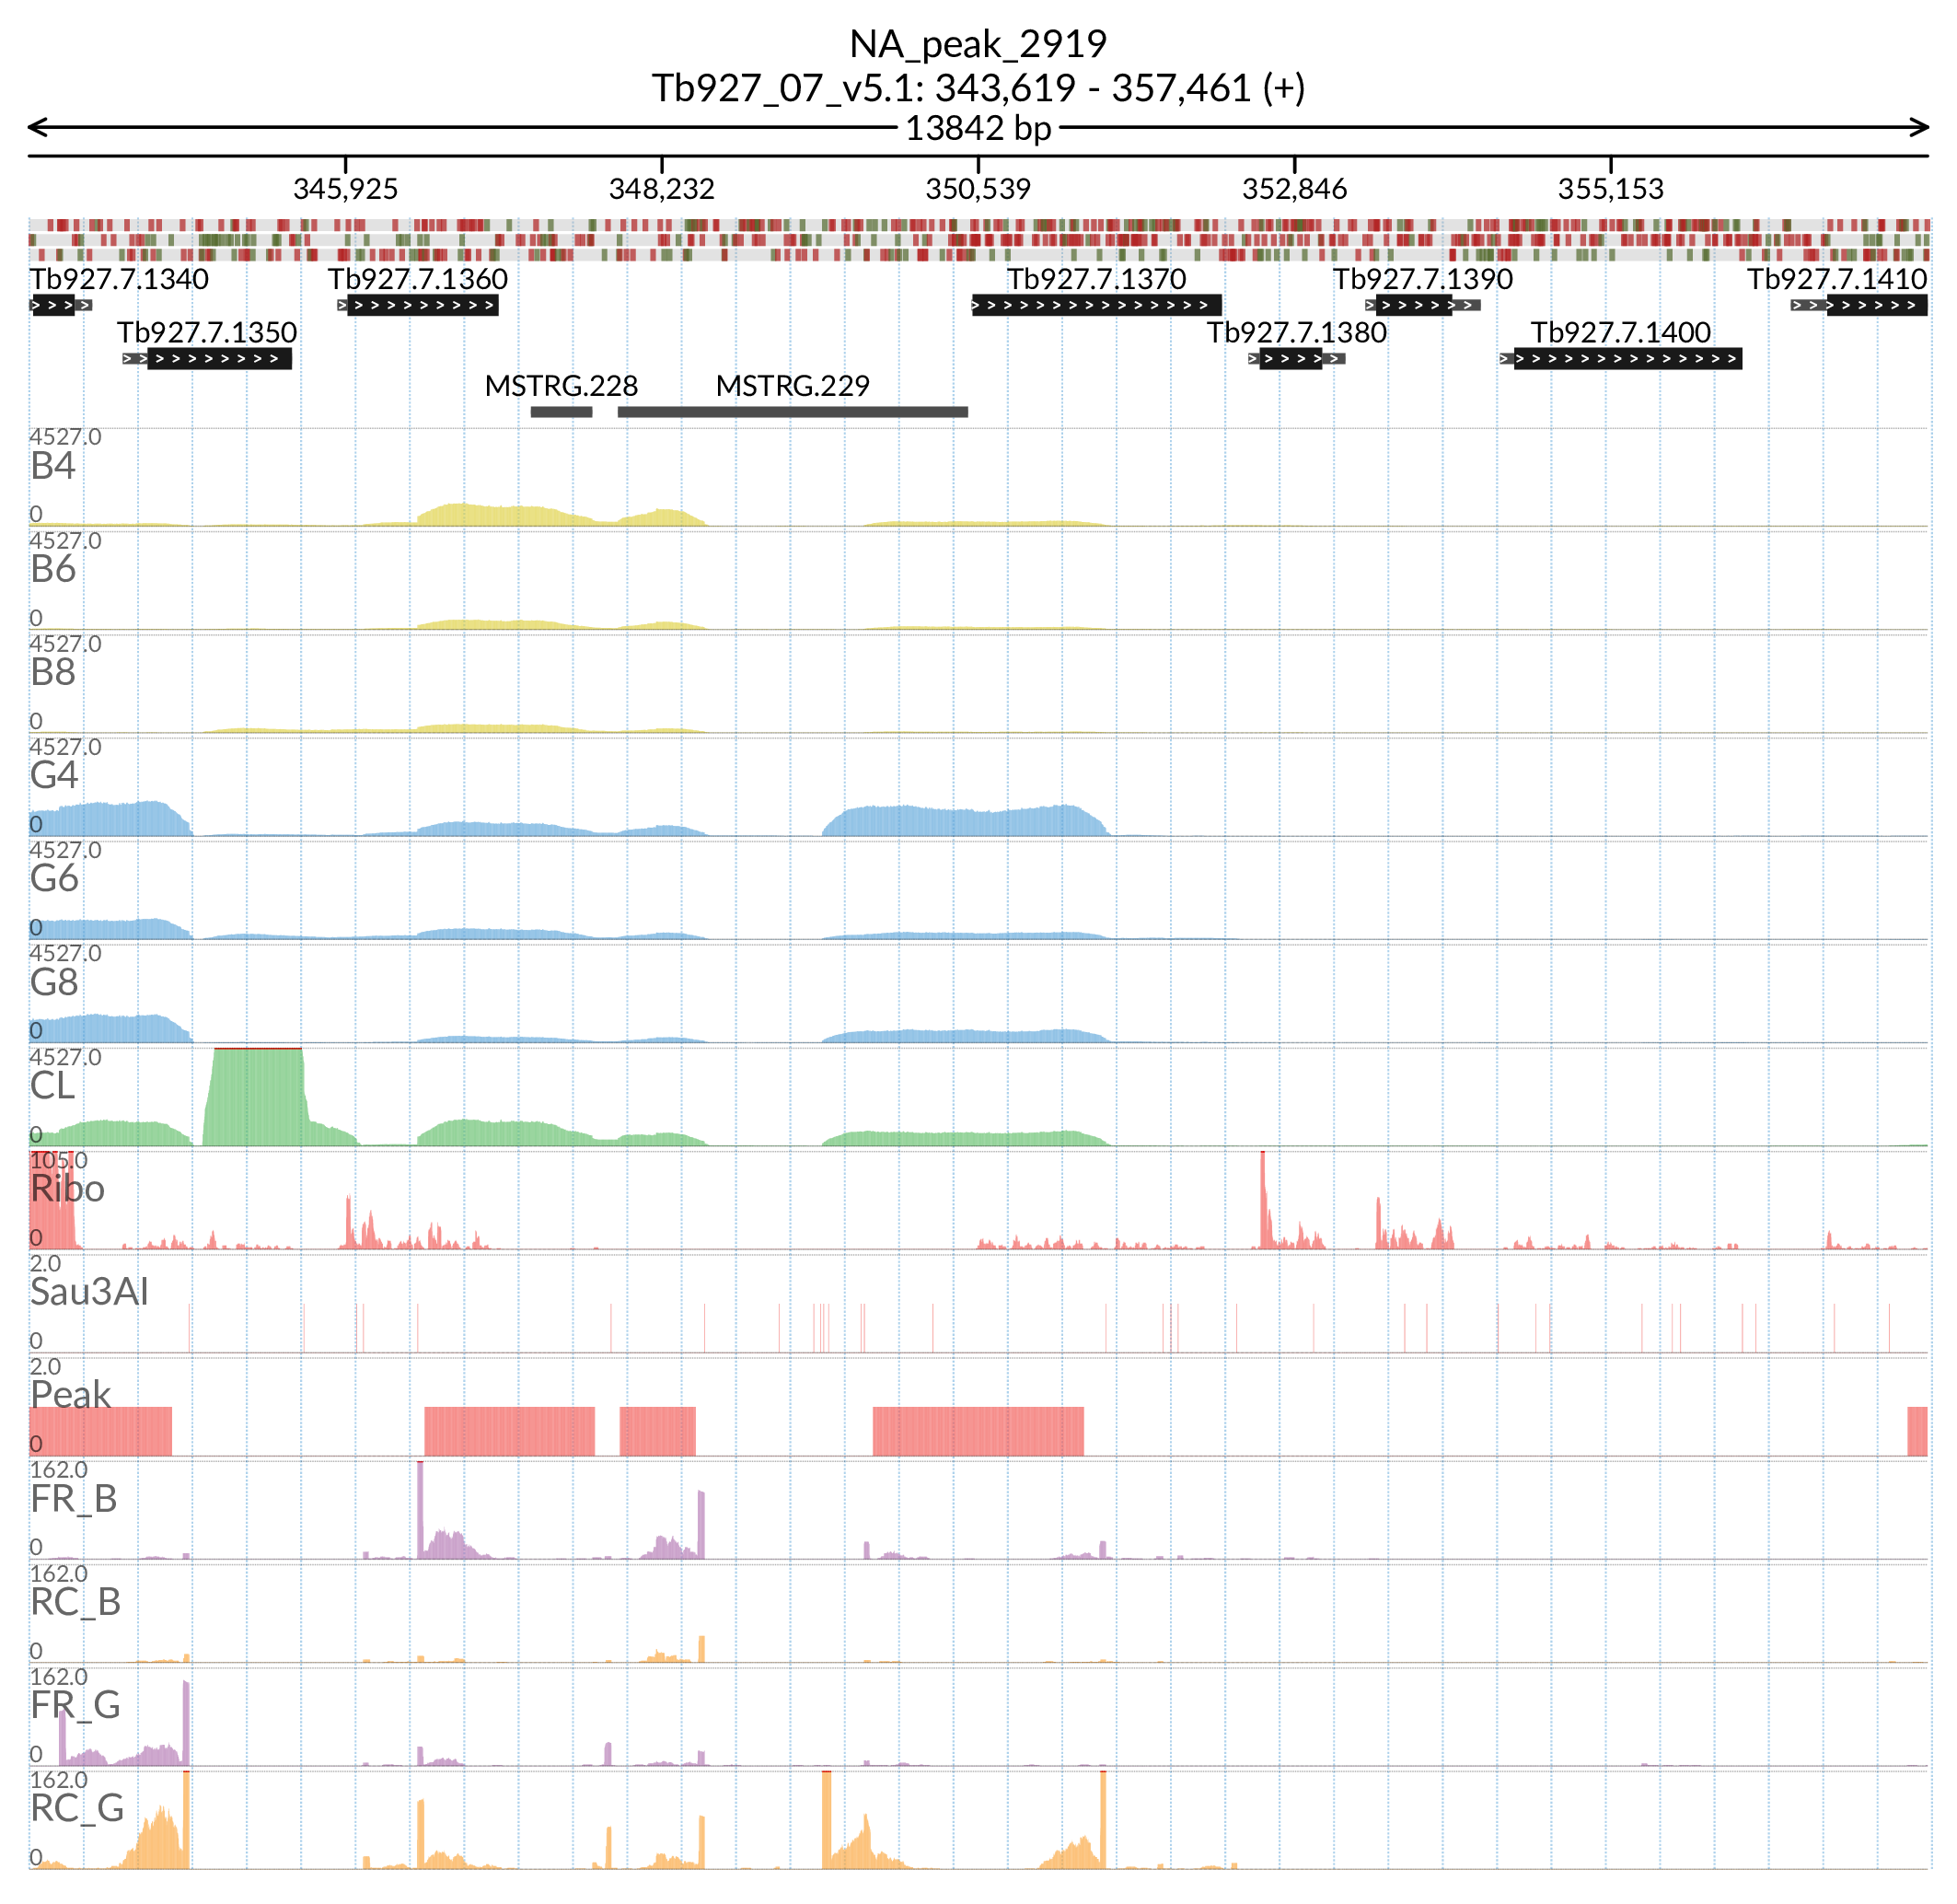 NA_peak_2919
Tb927_07_v5.1: 343,619 - 357,461 (+)
13842 bp
345,925 348,232 350,539 352,846 355,153
Tb927.7.1340 Tb927.7.1360 Tb927.7.1370 Tb927.7.1390 Tb927.7.1410
Tb927.7.1350 Tb927.7.1380 Tb927.7.1400
MSTRG.228 MSTRG.229
4527.0
B4
0
4527.0
B6
0
4527.0
B8
0
4527.0
G4
0
4527.0
G6
0
4527.0
G8
0
4527.0
CL
0
105.0
Ribo
0
2.0
Sau3AI
0
2.0
Peak
0
162.0
FR_B
0
162.0
RC_B
0
162.0
FR_G
0
162.0
RC_G
0